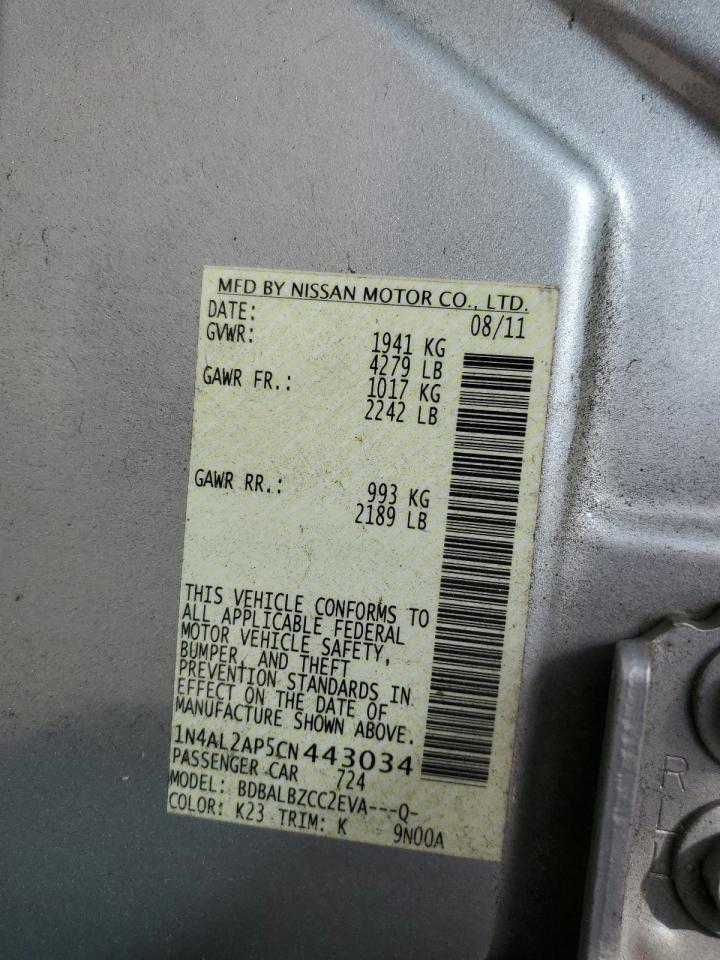 MFD BY NISSAN MOTOR CO., LTD.
DATE: 08/11
GVWR: 1941 KG
4279 LB
GAWR FR.: 1017 KG
2242 LB
GAWR RR.: 993 KG
2189 LB
THIS VEHICLE CONFORMS TO
ALL APPLICABLE FEDERAL
MOTOR VEHICLE SAFETY,
BUMPER, AND THEFT
PREVENTION STANDARDS IN
EFFECT ON THE DATE OF
MANUFACTURE SHOWN ABOVE.
1N4AL2AP5CN443034
PASSENGER CAR 724
MODEL: BDBALBZCC2EVA---Q-
COLOR: K23 TRIM: K 9N00A